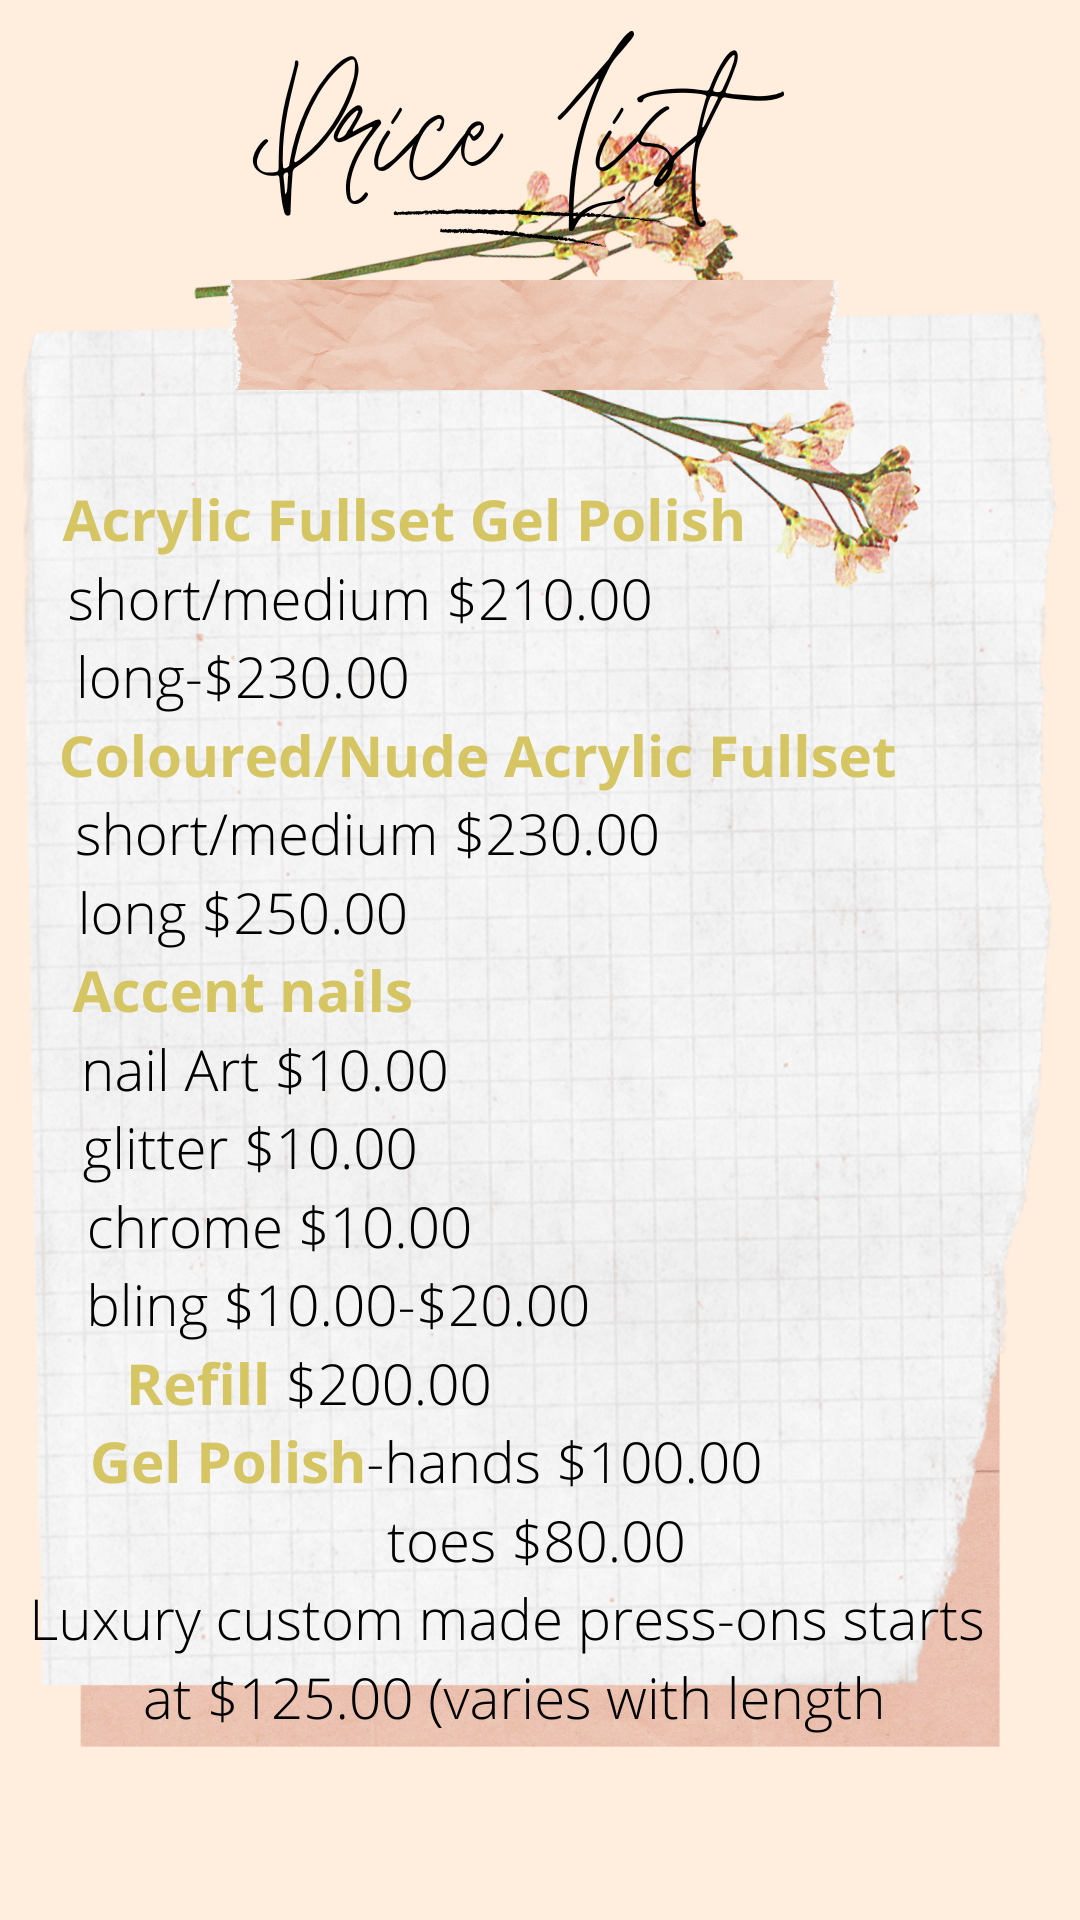 Price List
Acrylic Fullset Gel Polish
short/medium $210.00
long-$230.00
Coloured/Nude Acrylic Fullset
short/medium $230.00
long $250.00
Accent nails
nail Art $10.00
glitter $10.00
chrome $10.00
bling $10.00-$20.00
Refill $200.00
Gel Polish-hands $100.00
toes $80.00
Luxury custom made press-ons starts
at $125.00 (varies with length